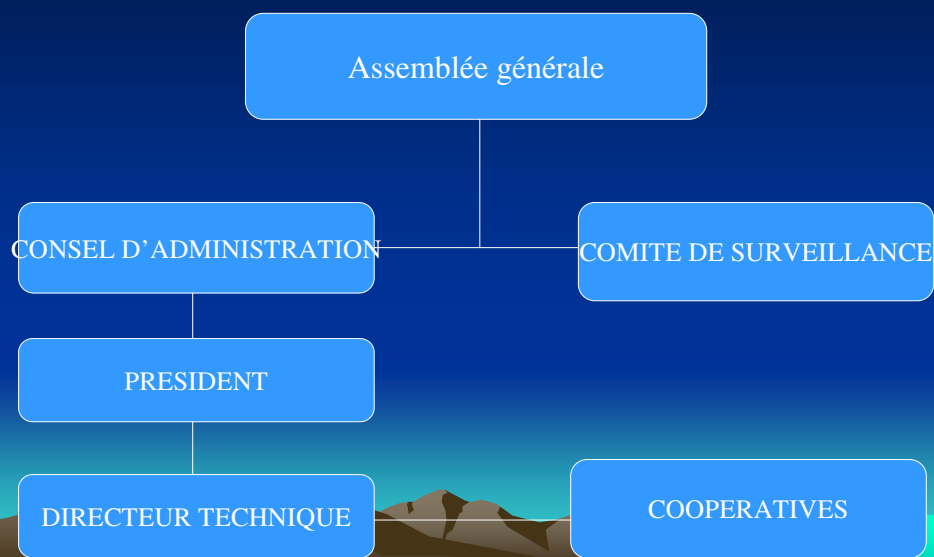 Assemblée générale
CONSEL D’ADMINISTRATION
COMITE DE SURVEILLANCE
PRESIDENT
DIRECTEUR TECHNIQUE
COOPERATIVES